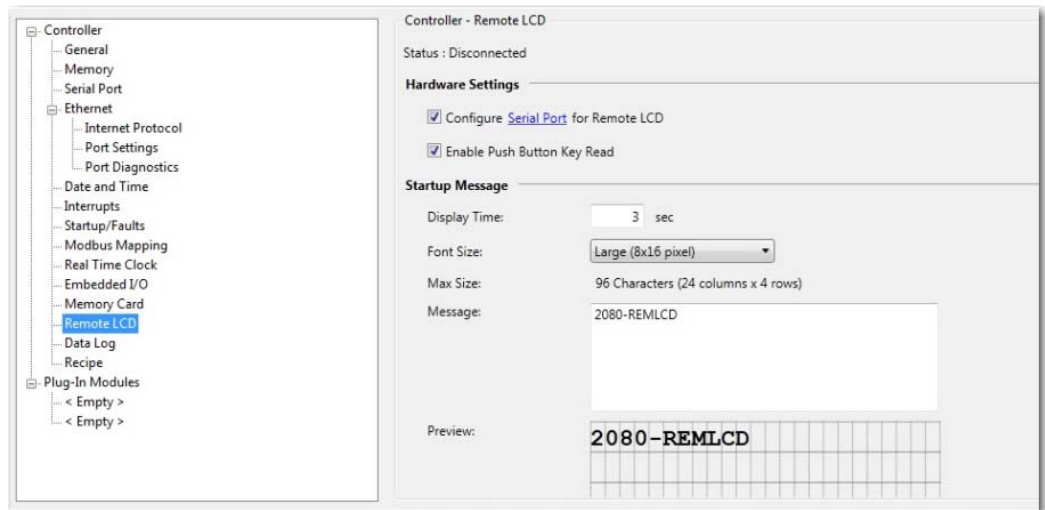 Controller
General
Memory
Serial Port
Ethernet
Internet Protocol
Port Settings
Port Diagnostics
Date and Time
Interrupts
Startup/Faults
Modbus Mapping
Real Time Clock
Embedded I/O
Memory Card
Remote LCD
Data Log
Recipe
Plug-In Modules
< Empty >
< Empty >
Controller - Remote LCD
Status : Disconnected
Hardware Settings
Configure Serial Port for Remote LCD
Enable Push Button Key Read
Startup Message
Display Time: 3 sec
Font Size: Large (8x16 pixel)
Max Size: 96 Characters (24 columns x 4 rows)
Message: 2080-REMLCD
Preview: 2080-REMLCD